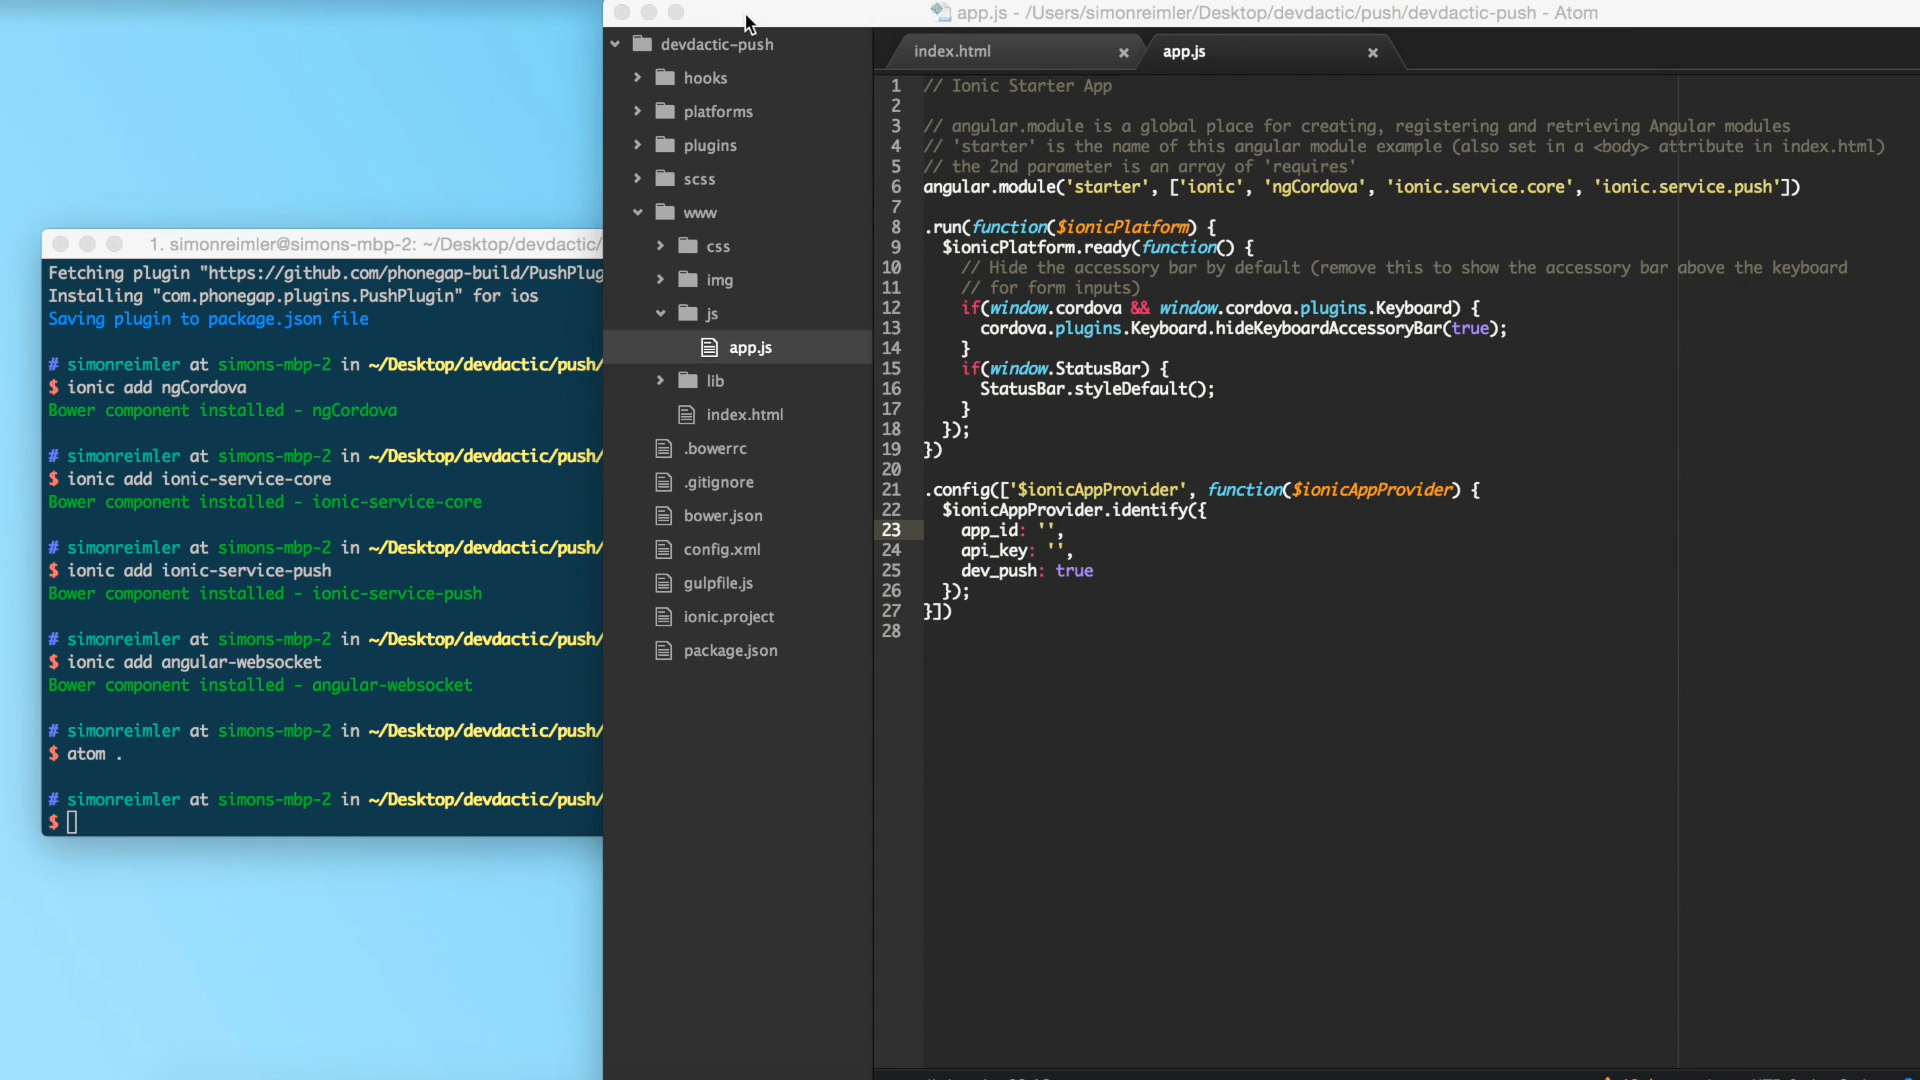 1. simonreimler@simons-mbp-2: ~/Desktop/devdactic/
Fetching plugin "https://github.com/phonegap-build/PushPlug
Installing "com.phonegap.plugins.PushPlugin" for ios
Saving plugin to package.json file
# simonreimler at simons-mbp-2 in ~/Desktop/devdactic/push/
$ ionic add ngCordova
Bower component installed - ngCordova
# simonreimler at simons-mbp-2 in ~/Desktop/devdactic/push/
$ ionic add ionic-service-core
Bower component installed - ionic-service-core
# simonreimler at simons-mbp-2 in ~/Desktop/devdactic/push/
$ ionic add ionic-service-push
Bower component installed - ionic-service-push
# simonreimler at simons-mbp-2 in ~/Desktop/devdactic/push/
$ ionic add angular-websocket
Bower component installed - angular-websocket
# simonreimler at simons-mbp-2 in ~/Desktop/devdactic/push/
$ atom .
# simonreimler at simons-mbp-2 in ~/Desktop/devdactic/push/
$
app.js - /Users/simonreimler/Desktop/devdactic/push/devdactic-push - Atom
devdactic-push
hooks
platforms
plugins
scss
www
css
img
js
app.js
lib
index.html
.bowerrc
.gitignore
bower.json
config.xml
gulpfile.js
ionic.project
package.json
index.html
app.js
1 // Ionic Starter App
2
3 // angular.module is a global place for creating, registering and retrieving Angular modules
4 // 'starter' is the name of this angular module example (also set in a <body> attribute in index.html)
5 // the 2nd parameter is an array of 'requires'
6 angular.module('starter', ['ionic', 'ngCordova', 'ionic.service.core', 'ionic.service.push'])
7
8 .run(function($ionicPlatform) {
9 $ionicPlatform.ready(function() {
10 // Hide the accessory bar by default (remove this to show the accessory bar above the keyboard
11 // for form inputs)
12 if(window.cordova && window.cordova.plugins.Keyboard) {
13 cordova.plugins.Keyboard.hideKeyboardAccessoryBar(true);
14 }
15 if(window.StatusBar) {
16 StatusBar.styleDefault();
17 }
18 });
19 })
20
21 .config(['$ionicAppProvider', function($ionicAppProvider) {
22 $ionicAppProvider.identify({
23 app_id: '',
24 api_key: '',
25 dev_push: true
26 });
27 }])
28